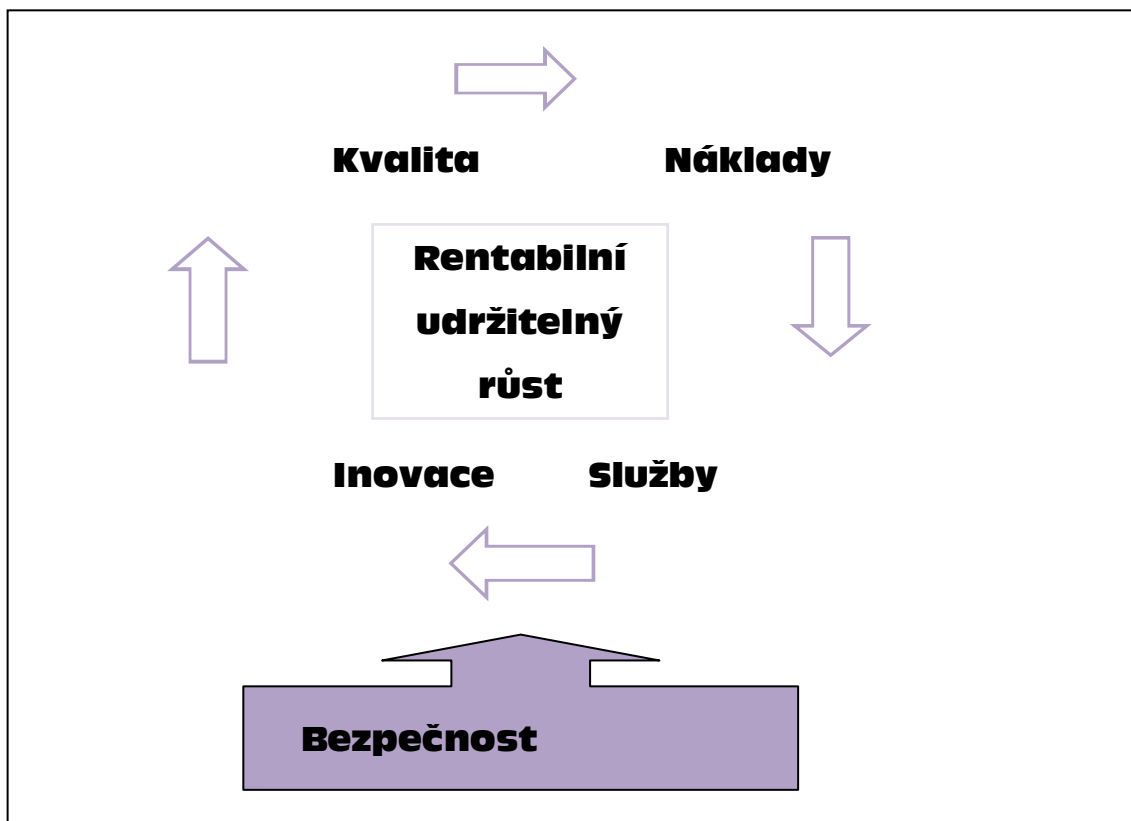 Kvalita Náklady
Rentabilní
udržitelný
růst
Inovace Služby
Bezpečnost